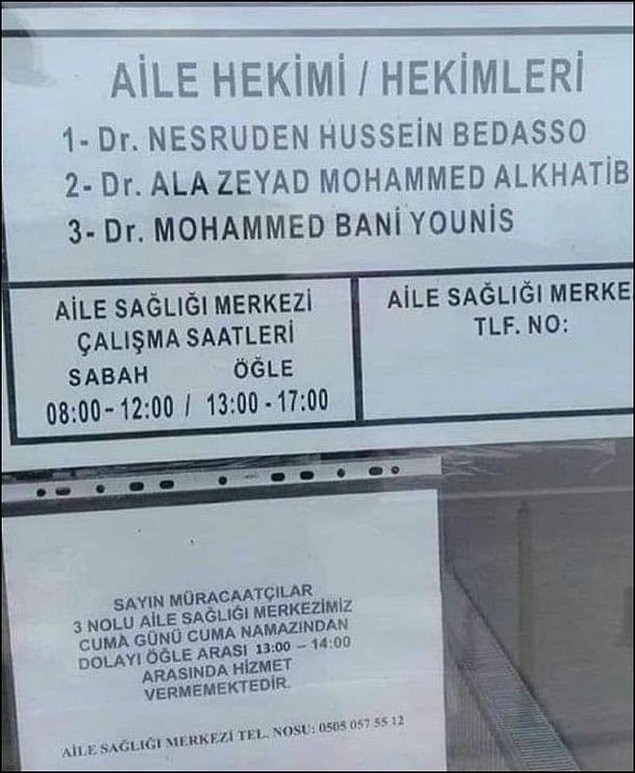 AİLE HEKİMİ / HEKİMLERİ
1- Dr. NESRUDEN HUSSEİN BEDASSO
2- Dr. ALA ZEYAD MOHAMMED ALKHATİB
3- Dr. MOHAMMED BANİ YOUNİS
AİLE SAĞLIĞI MERKEZİ
ÇALIŞMA SAATLERİ
SABAH ÖĞLE
08:00-12:00 / 13:00-17:00
AİLE SAĞLIĞI MERKE
TLF. NO:
SAYIN MÜRACAATÇILAR
3 NOLU AİLE SAĞLIĞI MERKEZİMİZ
CUMA GÜNÜ CUMA NAMAZINDAN
DOLAYI ÖĞLE ARASI 13:00 – 14:00
ARASINDA HİZMET
VERMEMEKTEDİR.
AİLE SAĞLIĞI MERKEZİ TEL. NOSU: 0505 057 55 12